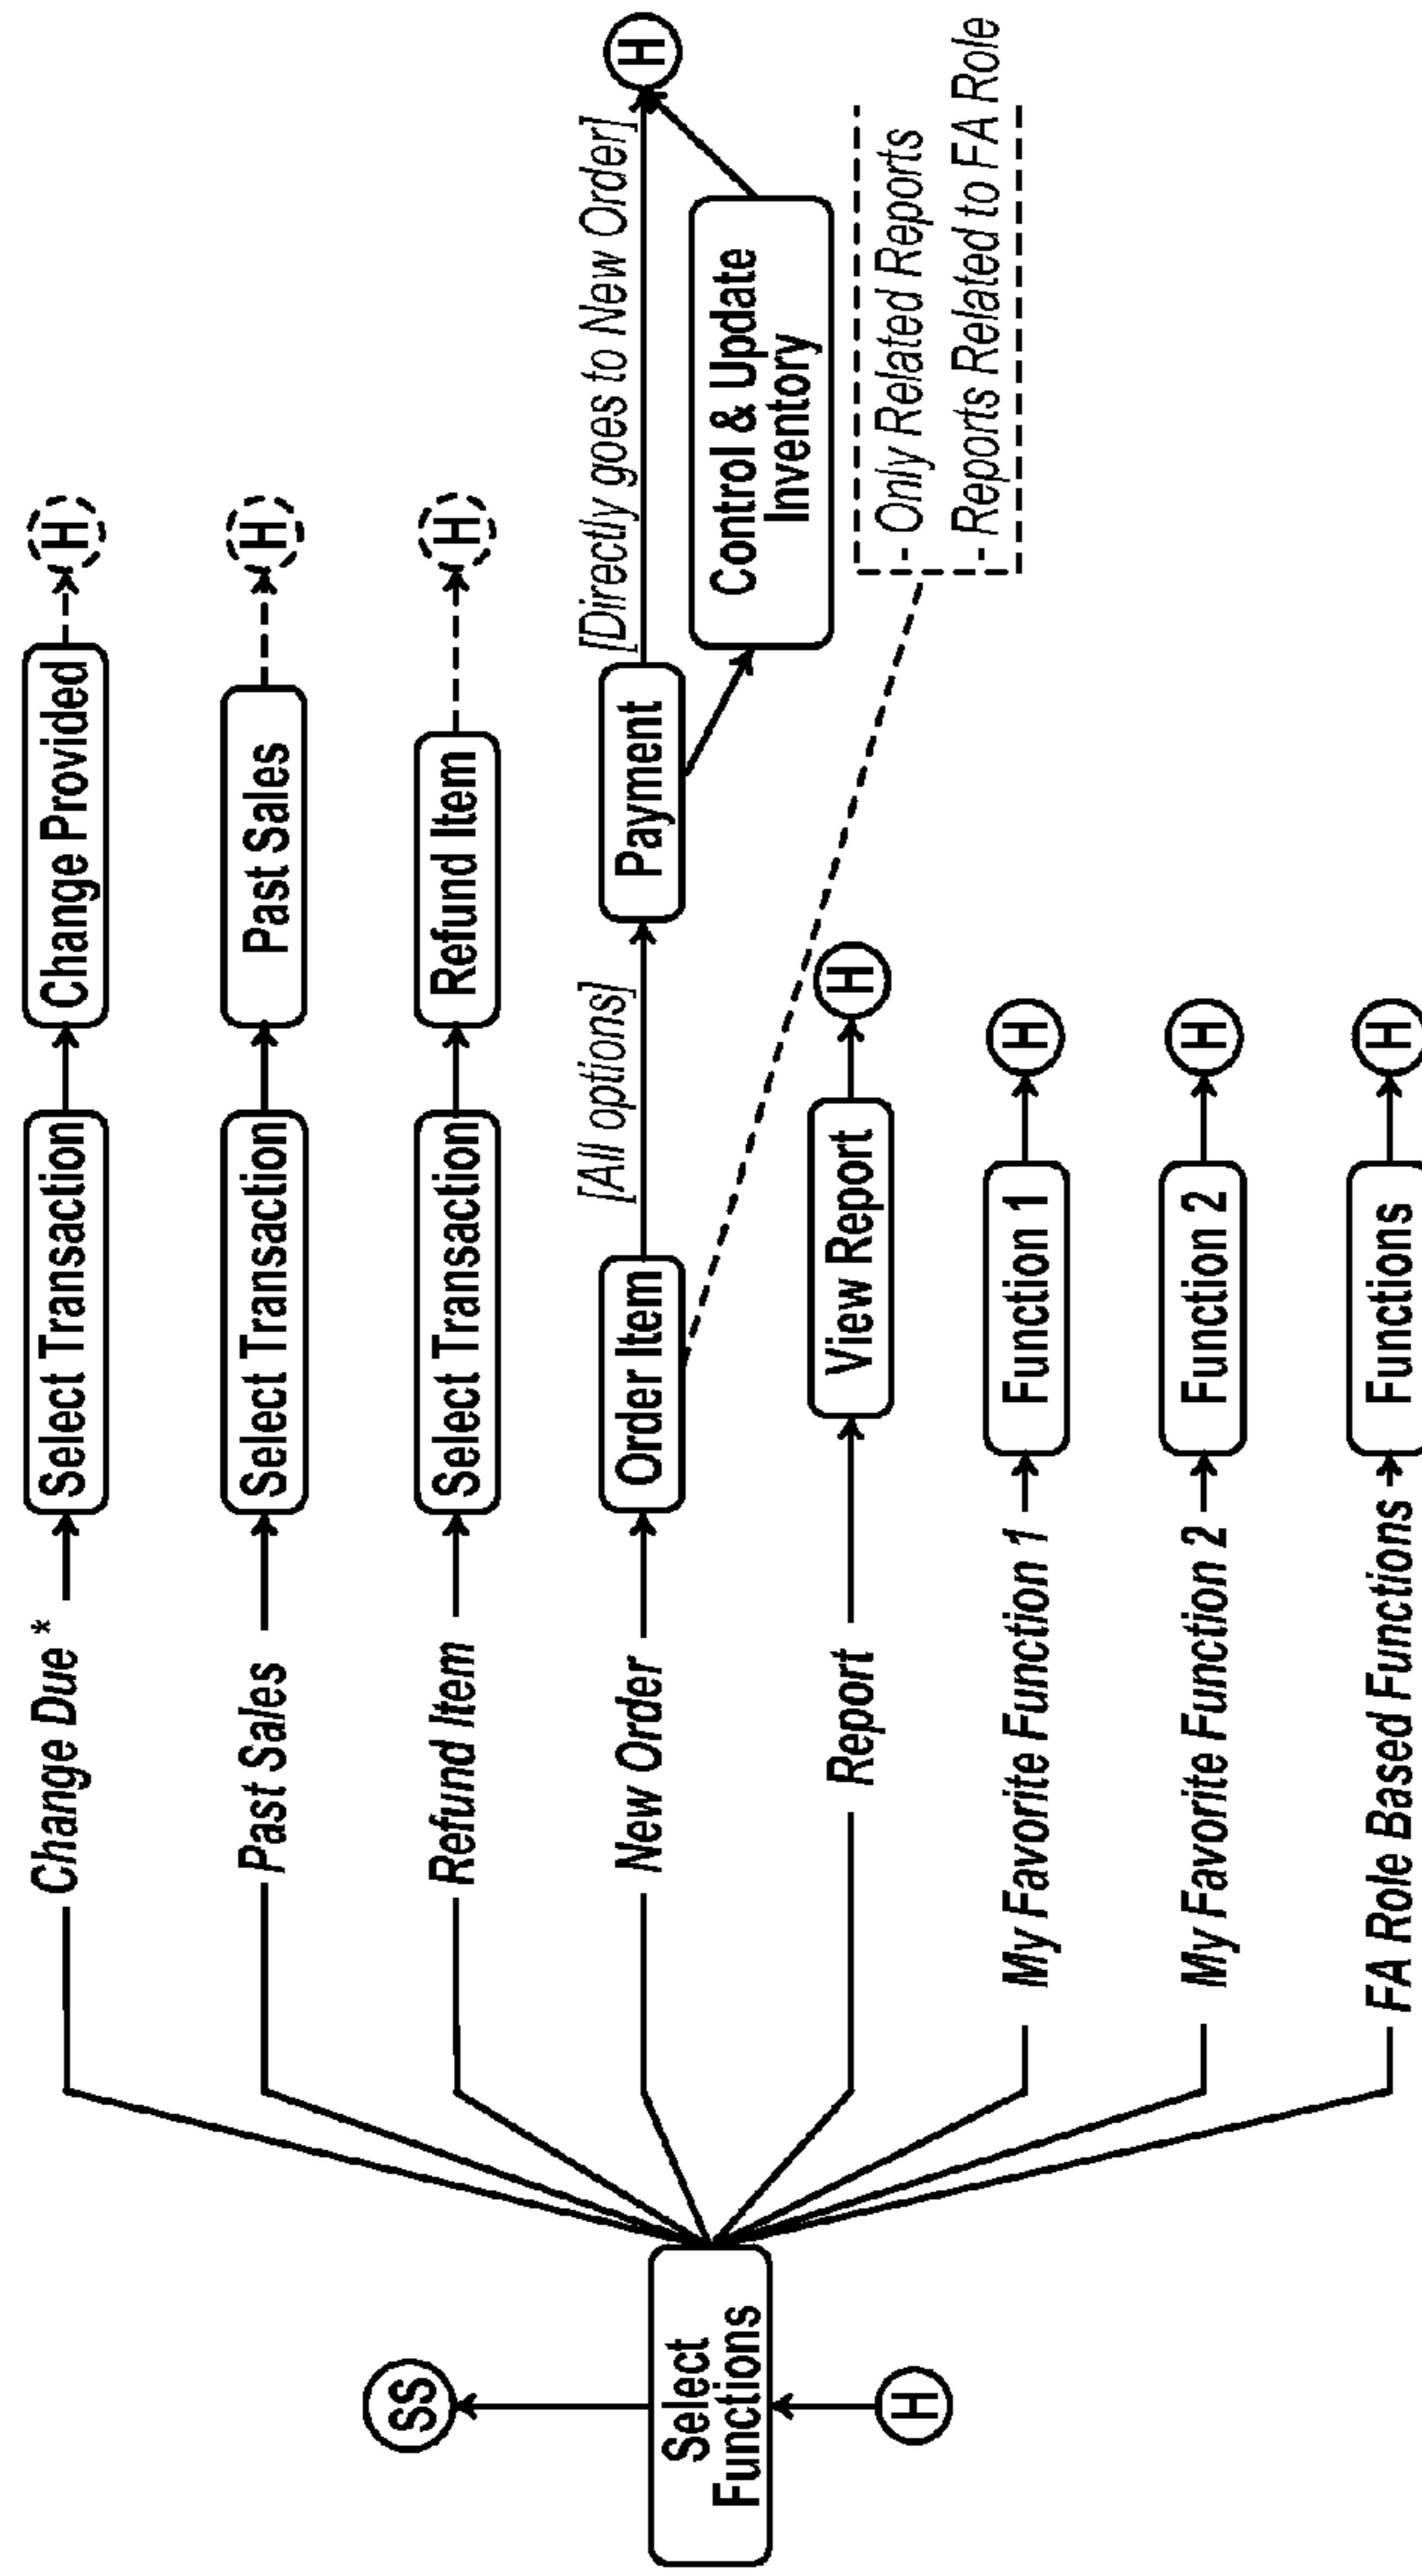 SS
Select
Functions
H
Change Due *
Select Transaction
Change Provided
H
Past Sales
Select Transaction
Past Sales
H
Refund Item
Select Transaction
Refund Item
H
New Order
Order Item
[All options]
Payment
[Directly goes to New Order]
H
Control & Update
Inventory
- Only Related Reports
- Reports Related to FA Role
Report
View Report
H
My Favorite Function 1
Function 1
H
My Favorite Function 2
Function 2
H
FA Role Based Functions
Functions
H